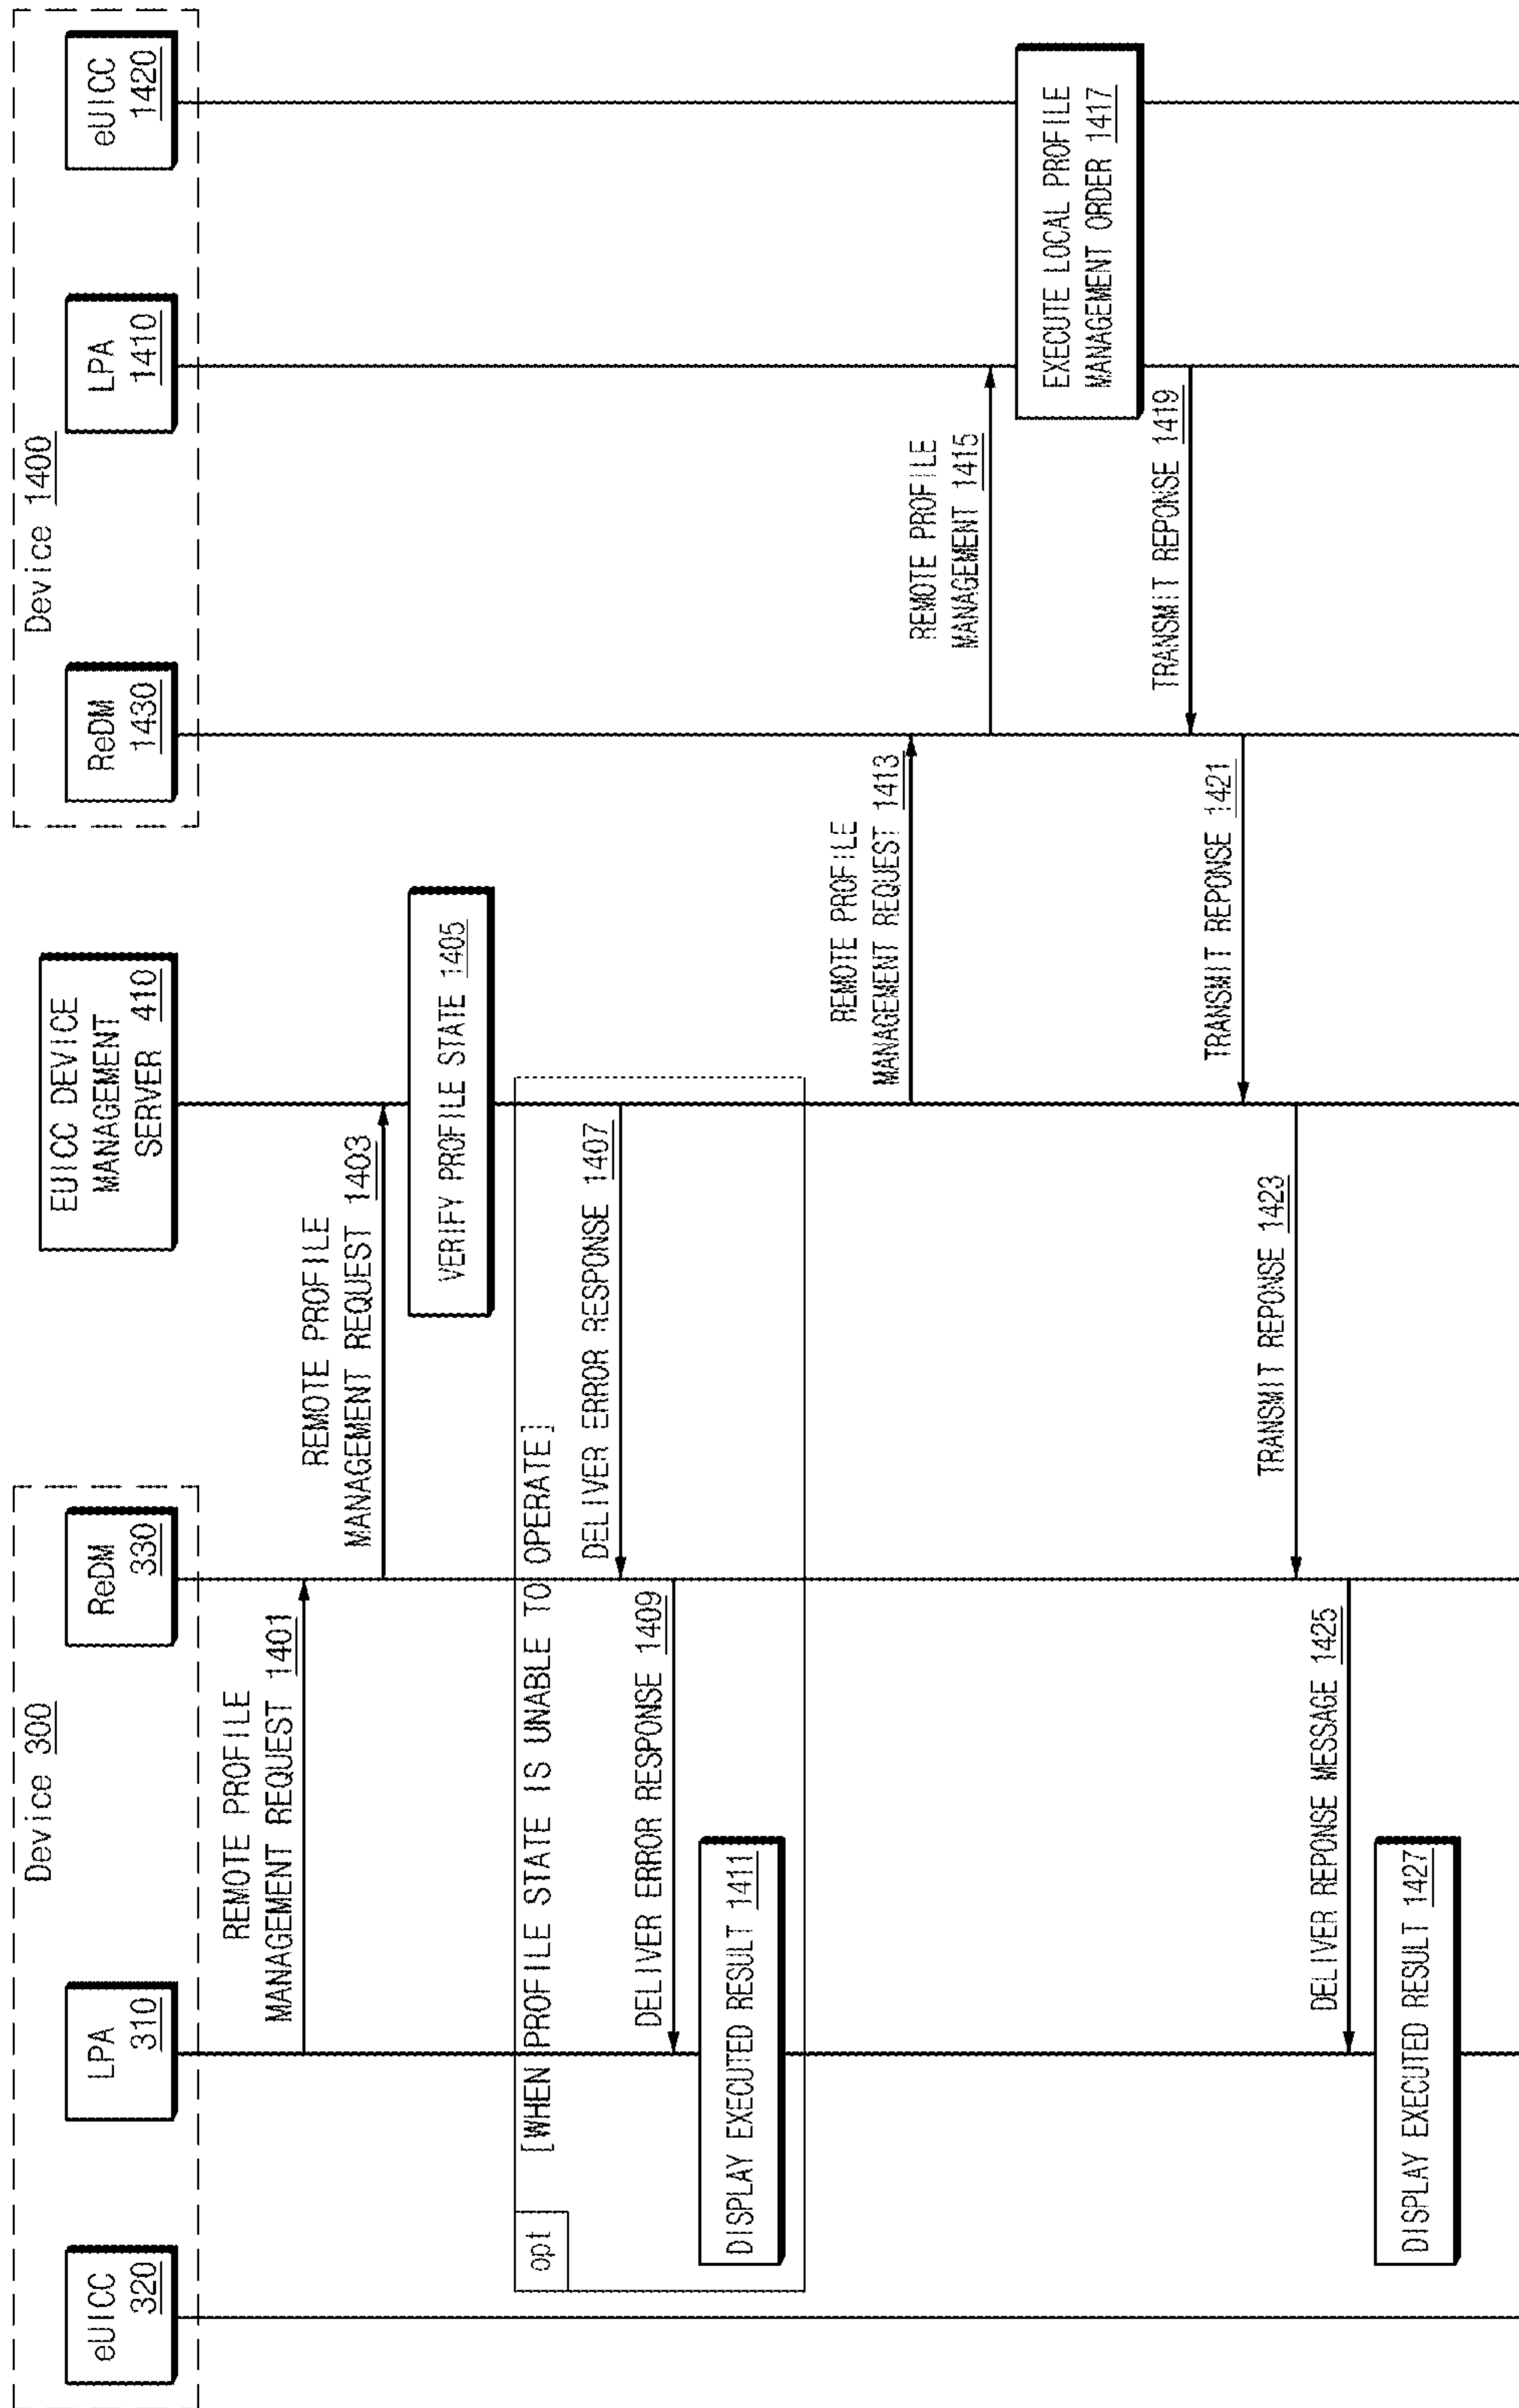 Device 300
Device 1400
eUICC
320
LPA
310
ReDM
330
EUICC DEVICE
MANAGEMENT
SERVER 410
ReDM
1430
LPA
1410
eUICC
1420
REMOTE PROFILE
MANAGEMENT REQUEST 1401
REMOTE PROFILE
MANAGEMENT REQUEST 1403
VERIFY PROFILE STATE 1405
opt
[WHEN PROFILE STATE IS UNABLE TO OPERATE]
DELIVER ERROR RESPONSE 1407
DELIVER ERROR RESPONSE 1409
DISPLAY EXECUTED RESULT 1411
REMOTE PROFILE
MANAGEMENT REQUEST 1413
REMOTE PROFILE
MANAGEMENT 1415
EXECUTE LOCAL PROFILE
MANAGEMENT ORDER 1417
TRANSMIT REPONSE 1419
TRANSMIT REPONSE 1421
TRANSMIT REPONSE 1423
DELIVER REPONSE MESSAGE 1425
DISPLAY EXECUTED RESULT 1427